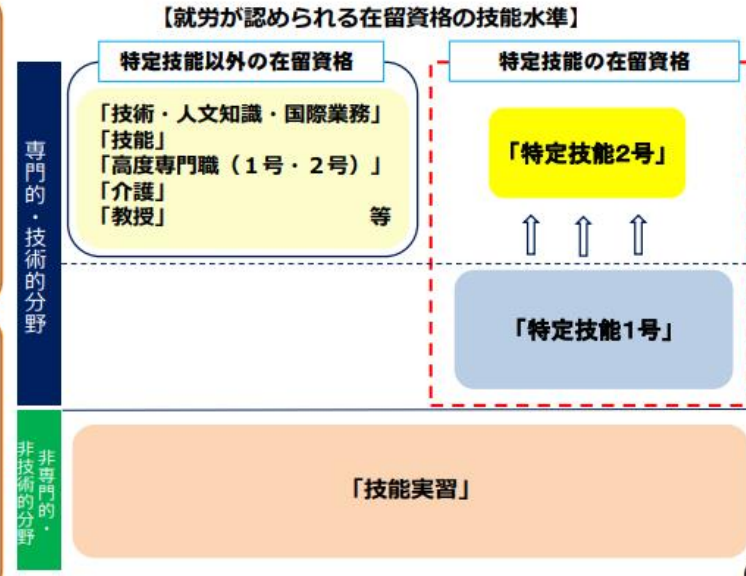 【就労が認められる在留資格の技能水準】
特定技能以外の在留資格
特定技能の在留資格
専門的・技術的分野
「技術・人文知識・国際業務」
「技能」
「高度専門職(1号・2号)」
「介護」
「教授」 等
「特定技能2号」
「特定技能1号」
非専門的・
非技術的分野
「技能実習」